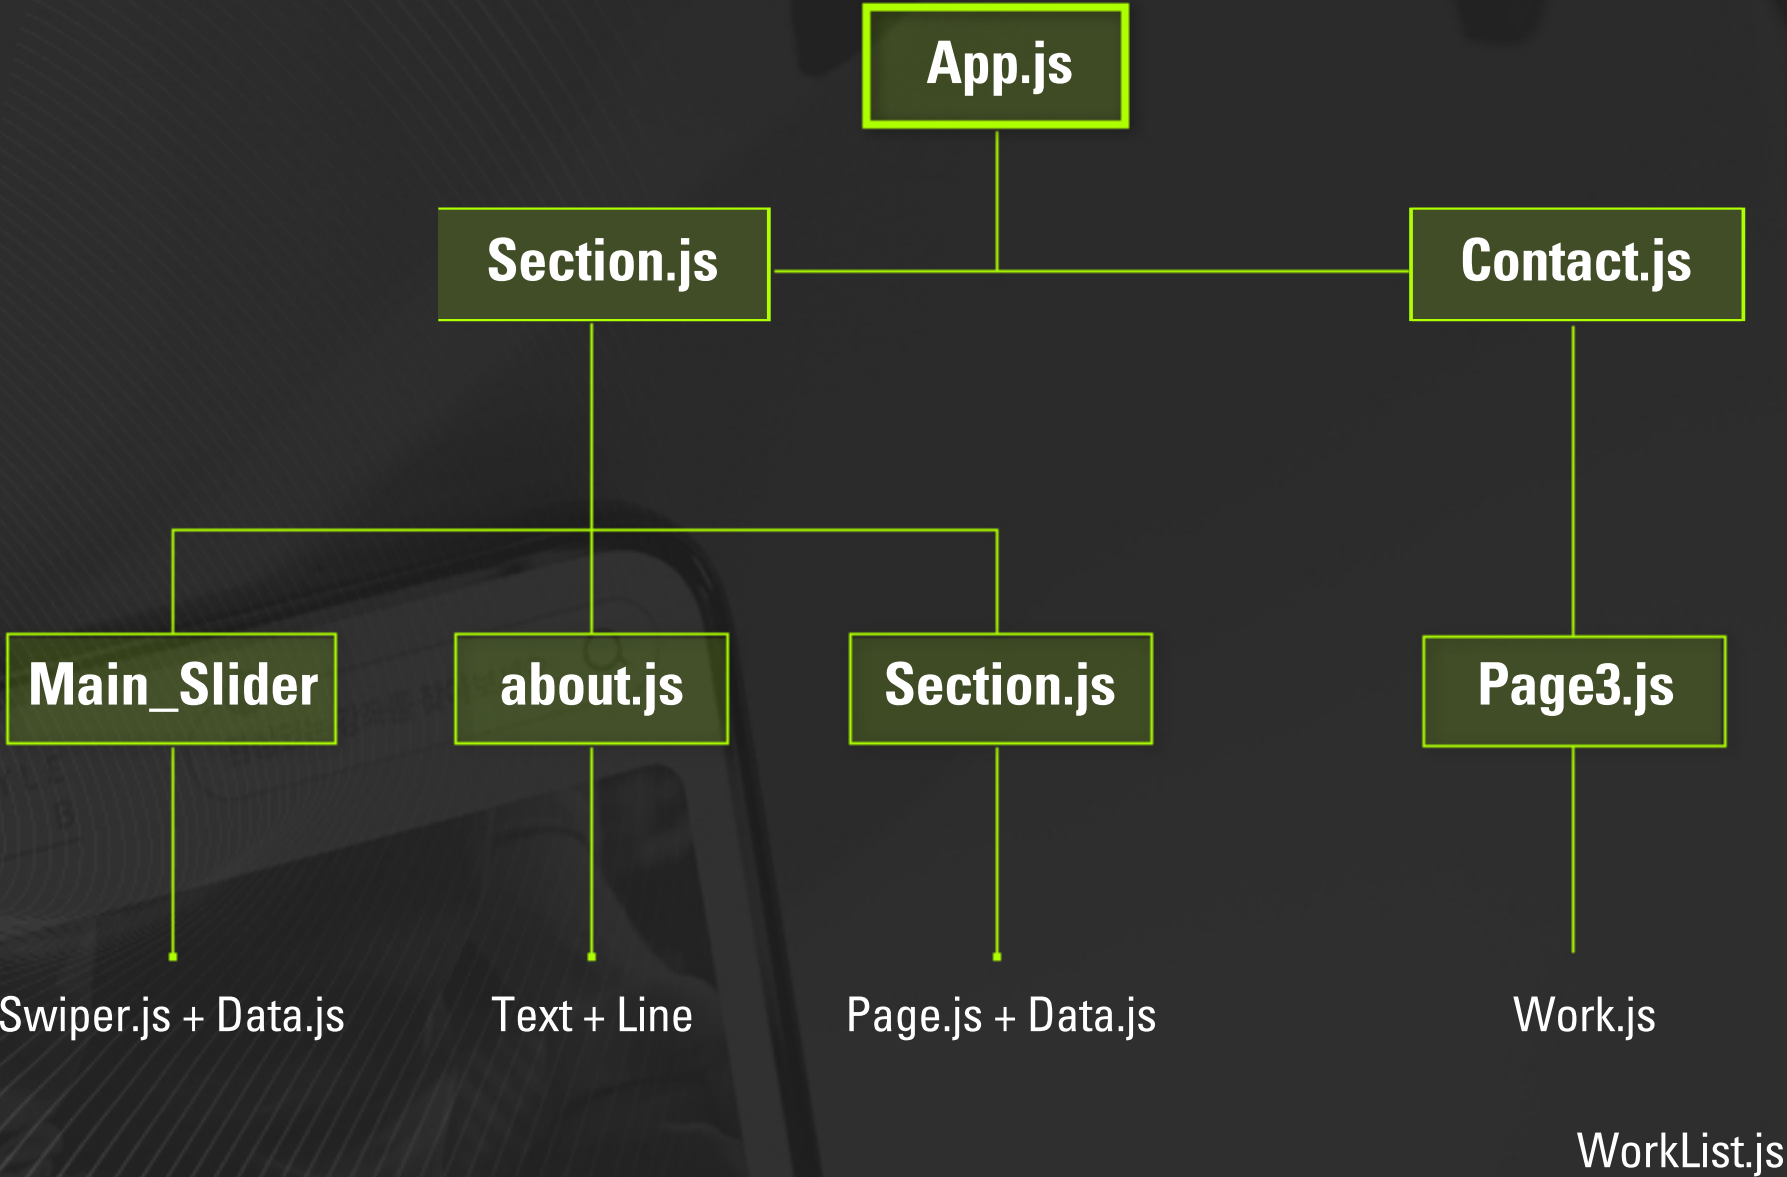 App.js
Section.js
Contact.js
Main_Slider
about.js
Section.js
Page3.js
Swiper.js + Data.js
Text + Line
Page.js + Data.js
Work.js
WorkList.js